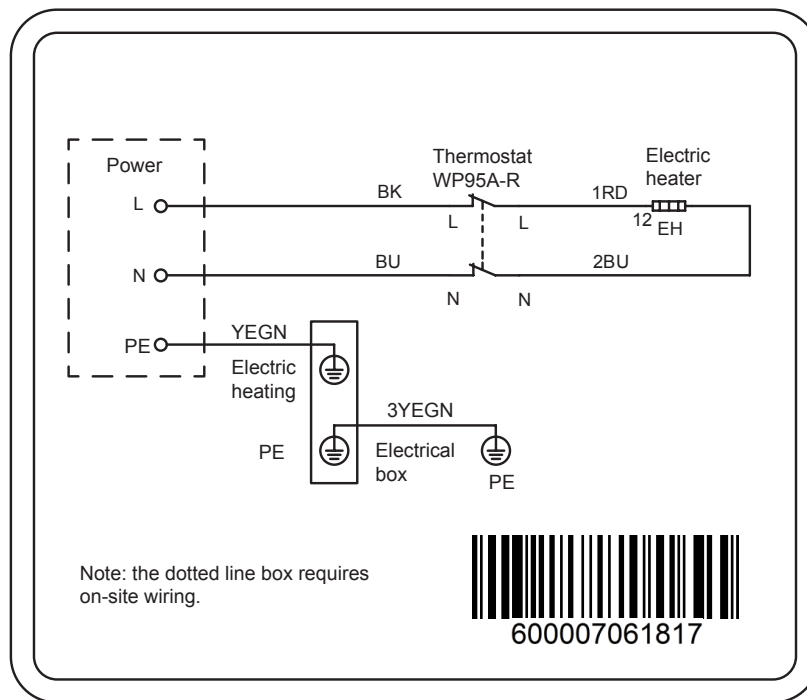 Power
Thermostat
WP95A-R
Electric
heater
L
BK
L
L
1RD
12
EH
N
BU
N
N
2BU
PE
YEGN
Electric
heating
3YEGN
PE
Electrical
box
PE
Note: the dotted line box requires
on-site wiring.
600007061817